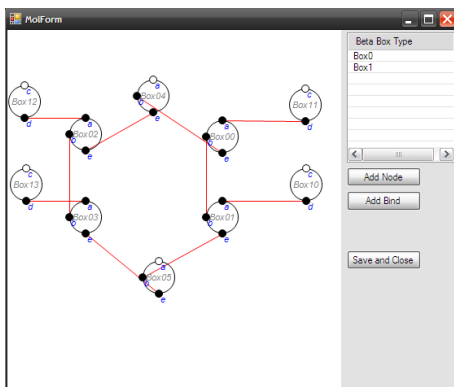 MolForm
Beta Box Type
Box0
Box1
Add Node
Add Bind
Save and Close
c
Box12
d
a
Box04
b
e
c
Box11
d
a
Box02
b
e
a
Box00
b
e
c
Box13
d
a
Box03
b
e
a
Box01
b
e
c
Box10
d
a
Box05
b
e